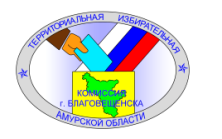 ТЕРРИТОРИАЛЬНАЯ ИЗБИРАТЕЛЬНАЯ
КОМИССИЯ
г. БЛАГОВЕЩЕНСКА
АМУРСКОЙ ОБЛАСТИ